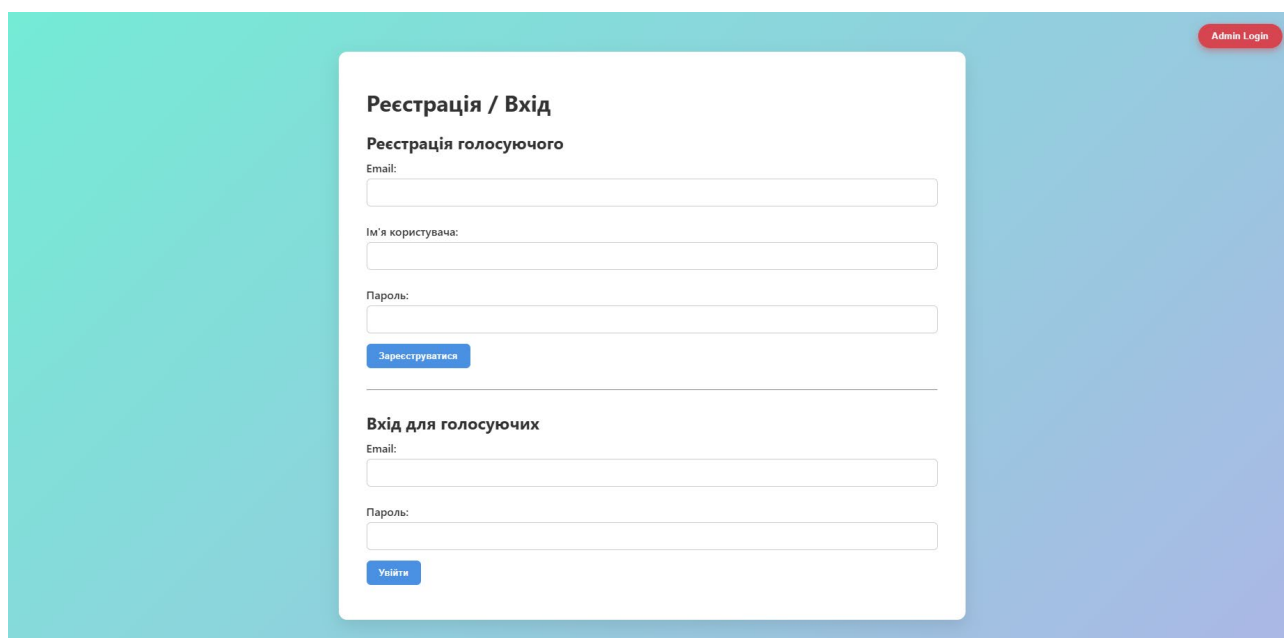 Admin Login
Реєстрація / Вхід
Реєстрація голосуючого
Email:
Ім'я користувача:
Пароль:
Зареєструватися
Вхід для голосуючих
Email:
Пароль:
Увійти